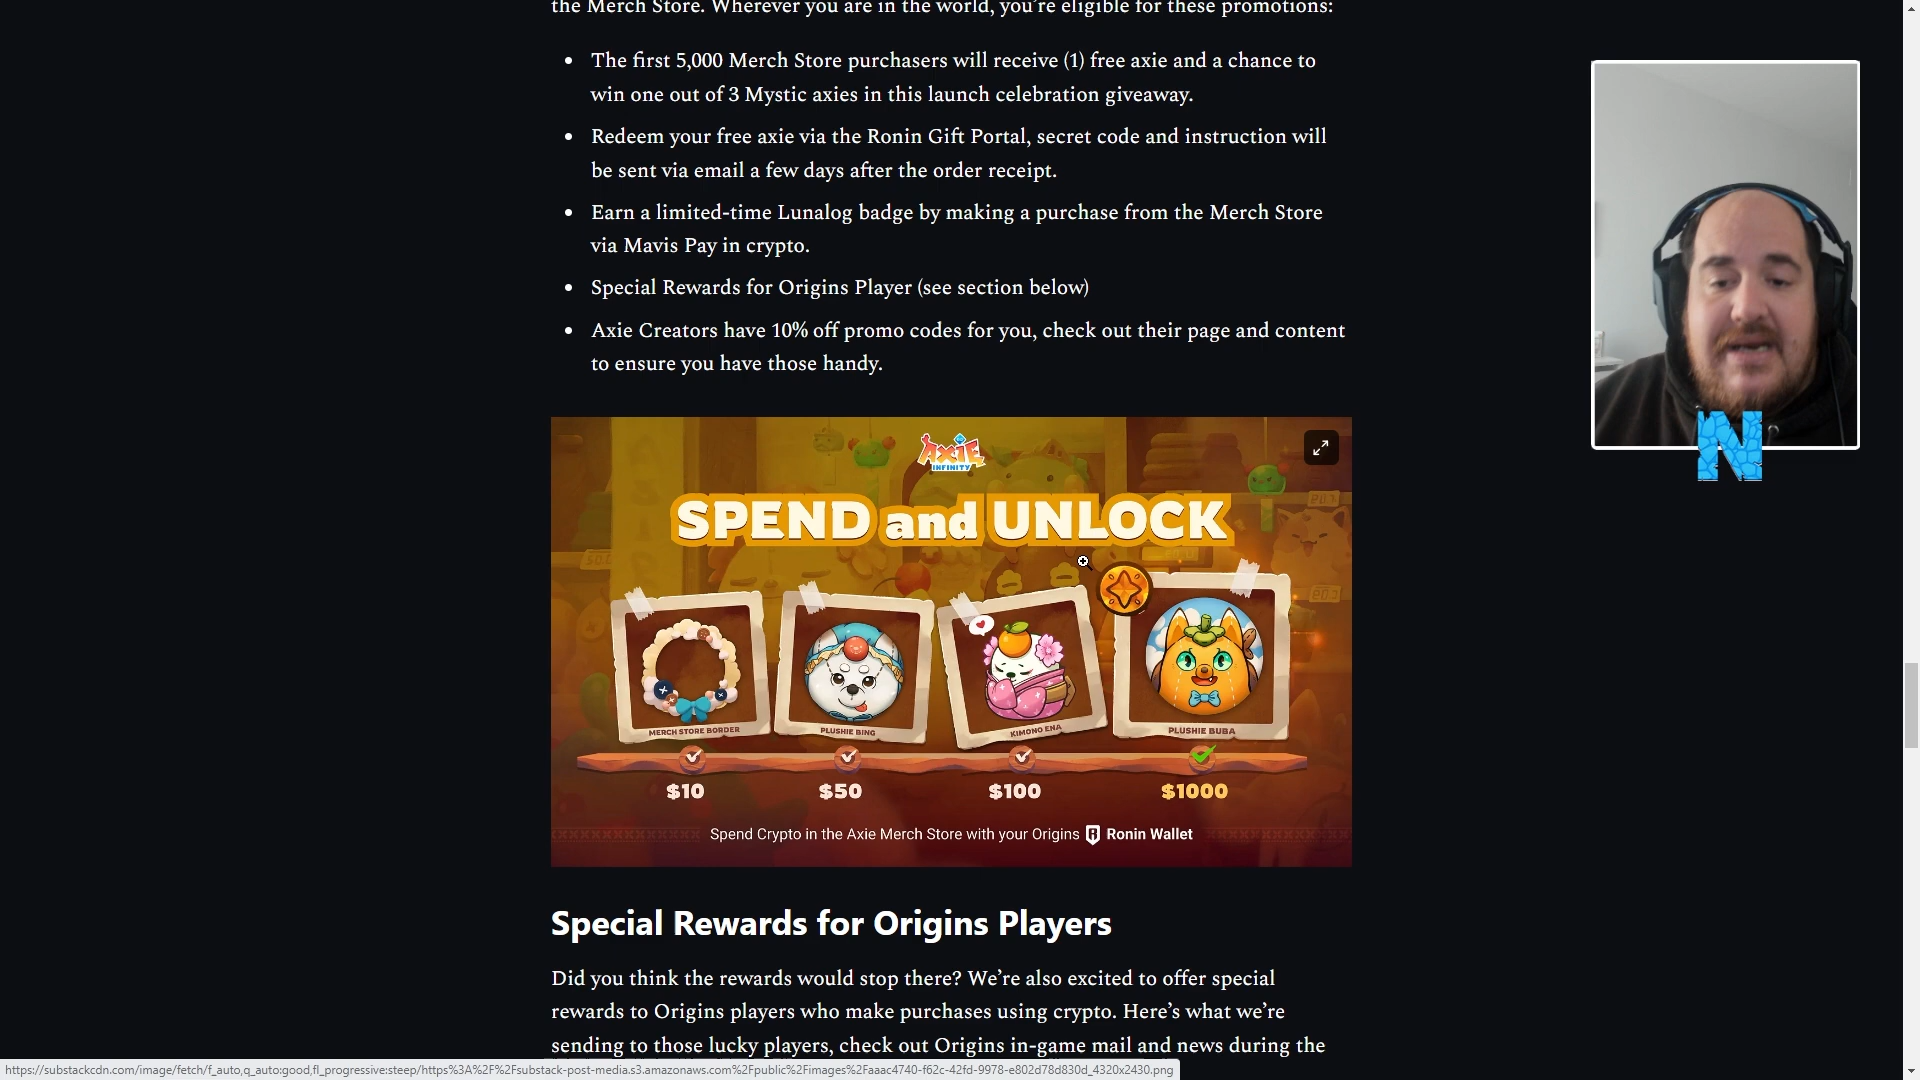 the Merch Store. Wherever you are in the world, you’re eligible for these promotions:
• The first 5,000 Merch Store purchasers will receive (1) free axie and a chance to
win one out of 3 Mystic axies in this launch celebration giveaway.
• Redeem your free axie via the Ronin Gift Portal, secret code and instruction will
be sent via email a few days after the order receipt.
• Earn a limited-time Lunalog badge by making a purchase from the Merch Store
via Mavis Pay in crypto.
• Special Rewards for Origins Player (see section below)
• Axie Creators have 10% off promo codes for you, check out their page and content
to ensure you have those handy.
AXIE
INFINITY
SPEND and UNLOCK
MERCH STORE BORDER
PLUSHIE BING
KIMONO ENA
PLUSHIE BUBA
$10
$50
$100
$1000
Spend Crypto in the Axie Merch Store with your Origins Ronin Wallet
N
Special Rewards for Origins Players
Did you think the rewards would stop there? We’re also excited to offer special
rewards to Origins players who make purchases using crypto. Here’s what we’re
sending to those lucky players, check out Origins in-game mail and news during the
https://substackcdn.com/image/fetch/f_auto,q_auto:good,fl_progressive:steep/https%3A%2F%2Fsubstack-post-media.s3.amazonaws.com%2Fpublic%2Fimages%2Faaac4740-f62c-42fd-9978-e802d78d830d_4320x2430.png